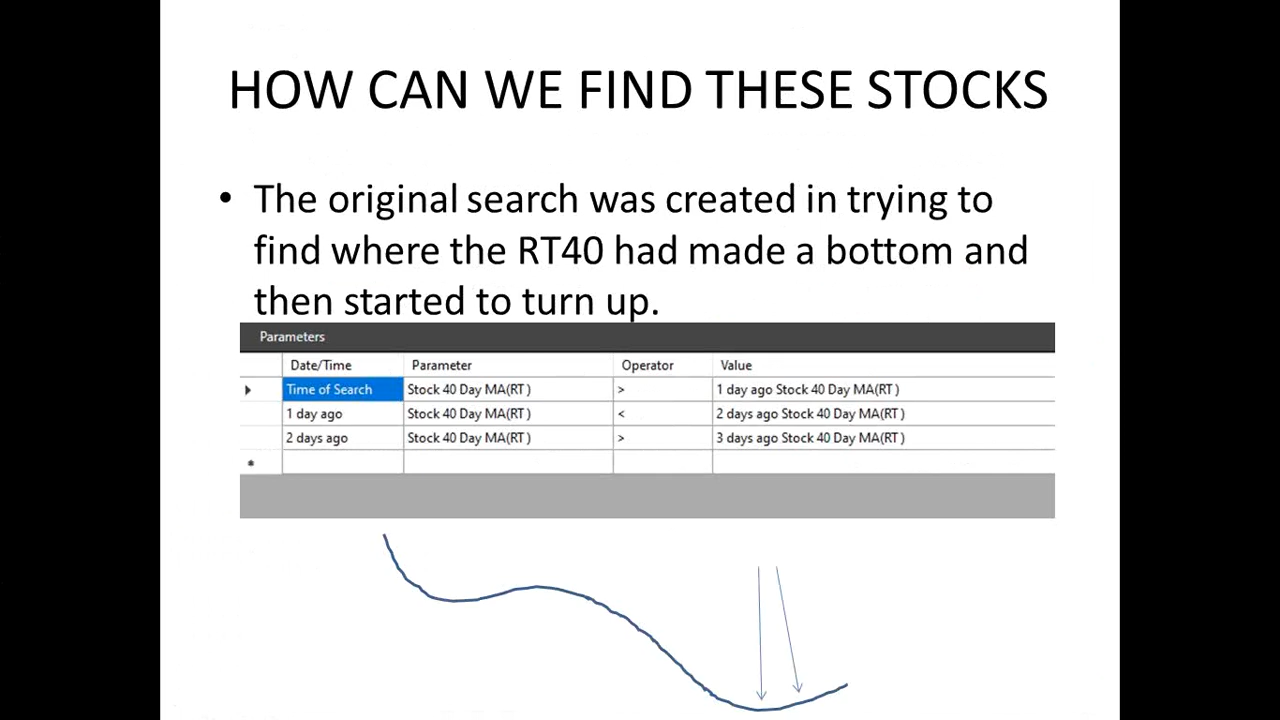 HOW CAN WE FIND THESE STOCKS
• The original search was created in trying to
find where the RT40 had made a bottom and
then started to turn up.
Parameters
Date/Time Parameter Operator Value
Time of Search Stock 40 Day MA(RT ) > 1 day ago Stock 40 Day MA(RT )
1 day ago Stock 40 Day MA(RT ) < 2 days ago Stock 40 Day MA(RT )
2 days ago Stock 40 Day MA(RT ) > 3 days ago Stock 40 Day MA(RT )
*